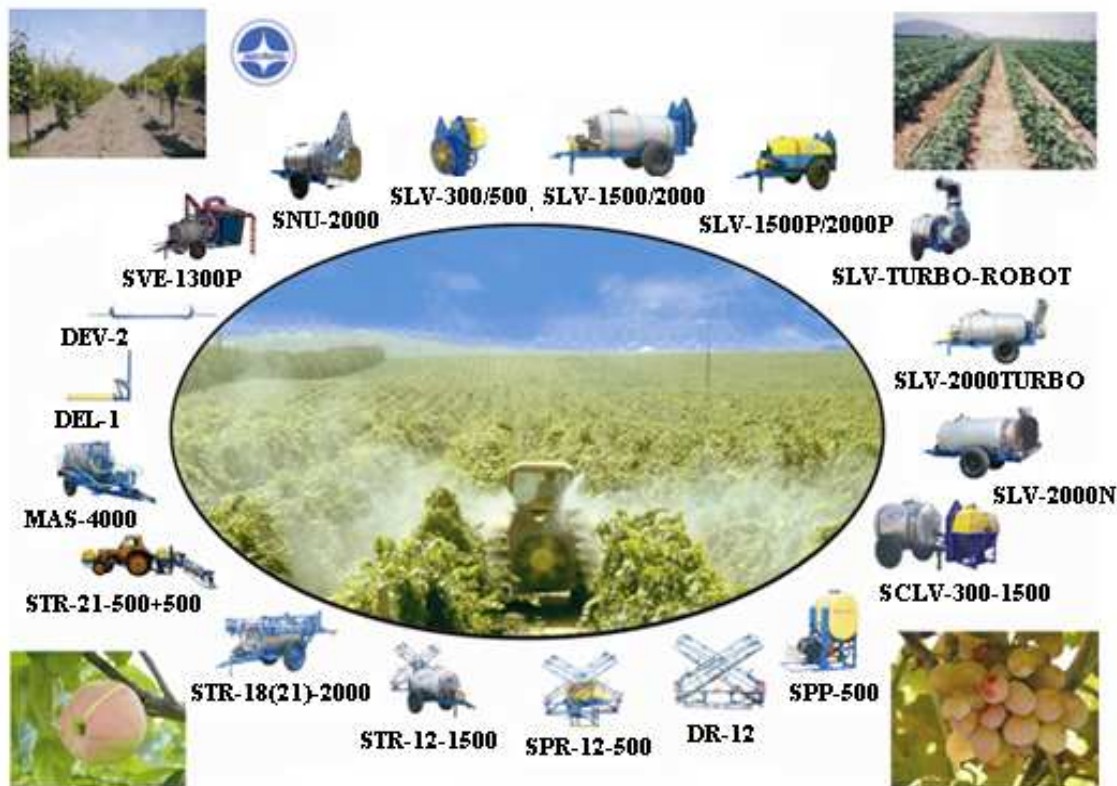 SNU-2000
SLV-300/500
SLV-1500/2000
SLV-1500P/2000P
SVE-1300P
SLV-TURBO-ROBOT
DEV-2
SLV-2000TURBO
DEL-1
SLV-2000N
MAS-4000
SCLV-300-1500
STR-21-500+500
STR-18(21)-2000
SPP-500
STR-12-1500
SPR-12-500
DR-12